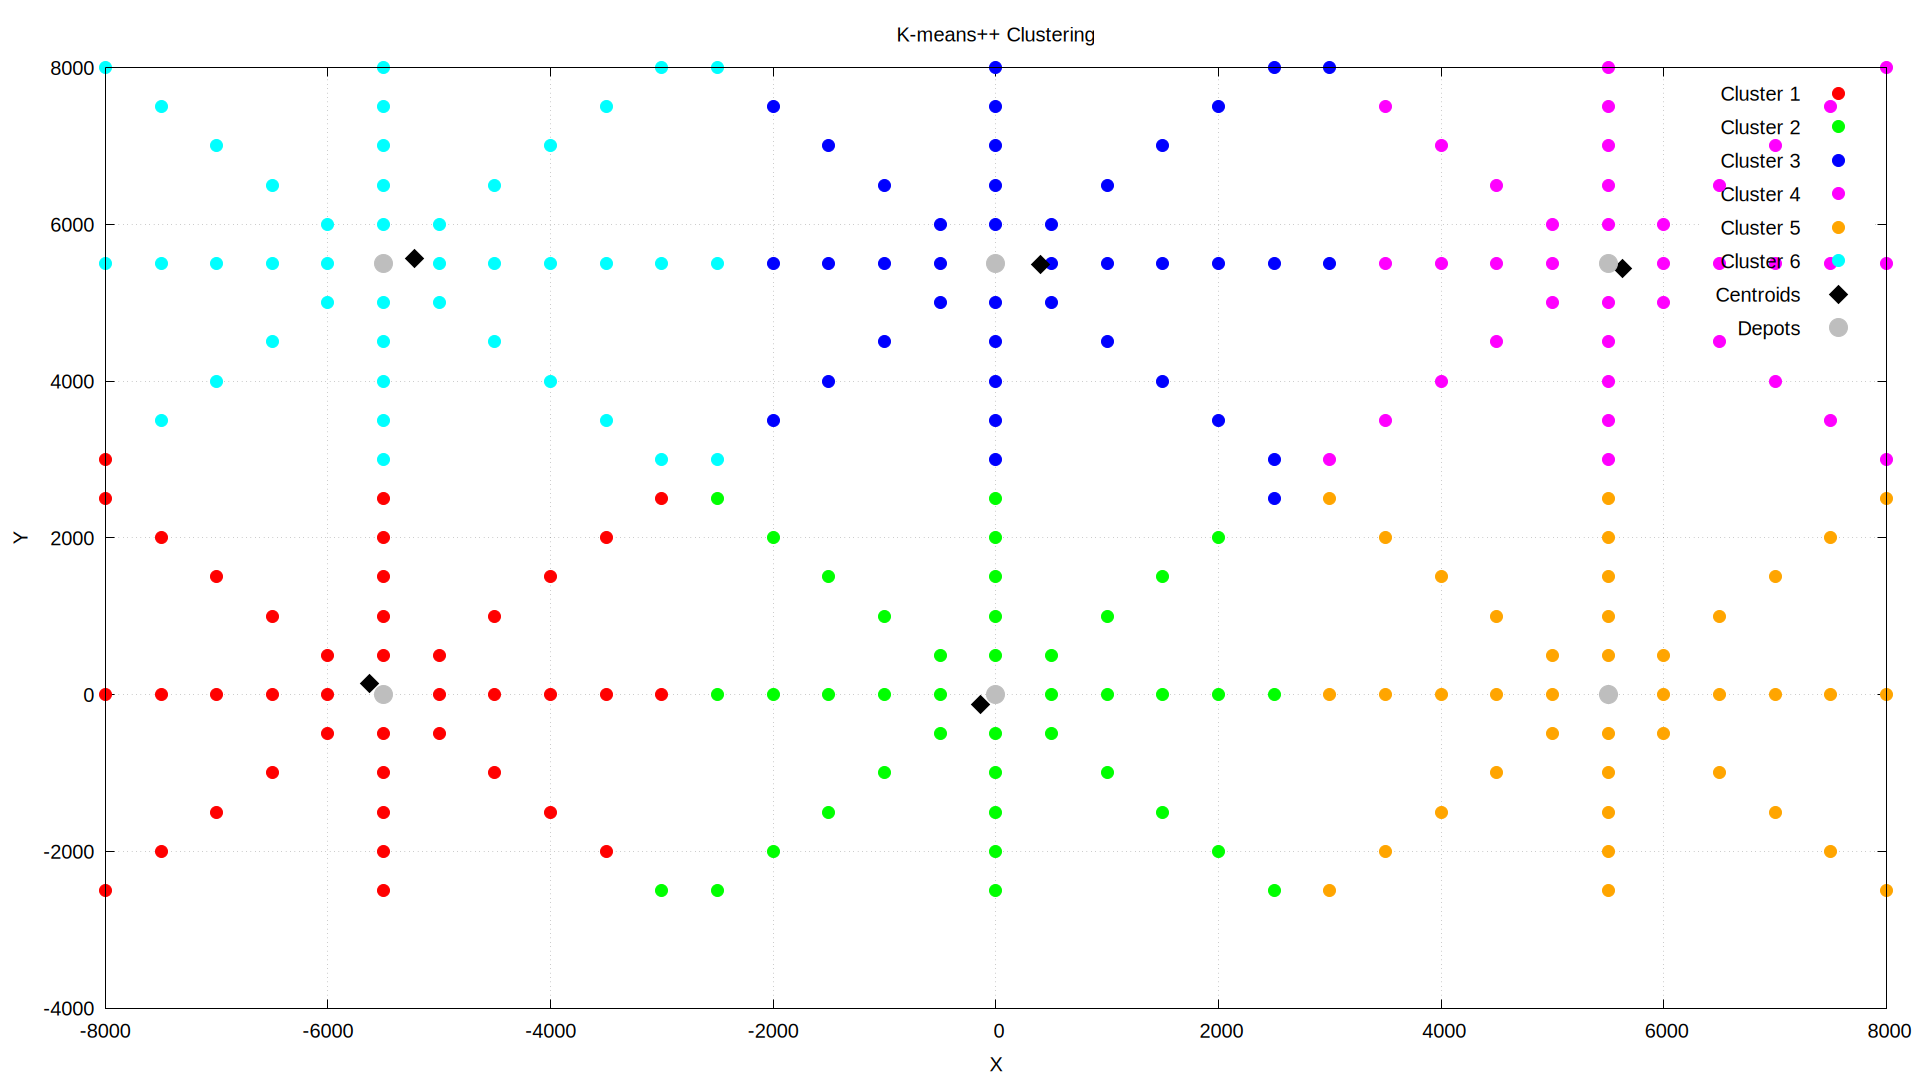 K-means++ Clustering
8000
6000
4000
2000
0
-2000
-4000
-8000 -6000 -4000 -2000 0 2000 4000 6000 8000
X
Y
Cluster 1
Cluster 2
Cluster 3
Cluster 4
Cluster 5
Cluster 6
Centroids
Depots